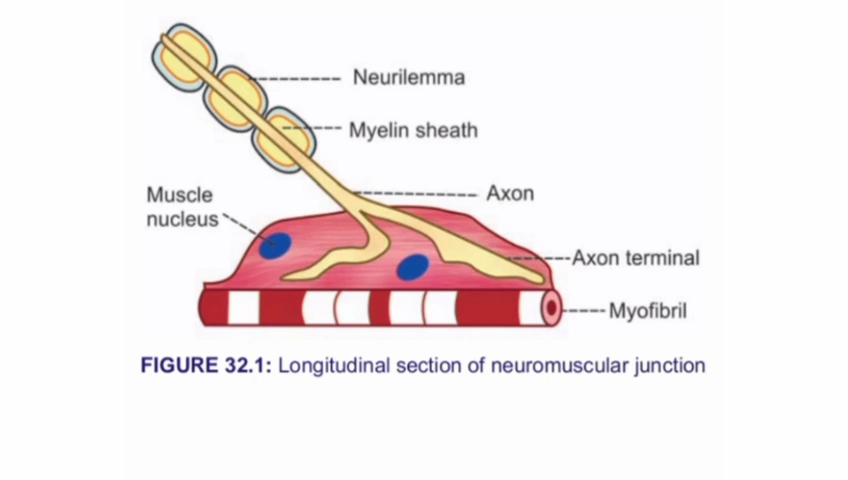 Neurilemma
Myelin sheath
Axon
Muscle
nucleus
Axon terminal
Myofibril
FIGURE 32.1: Longitudinal section of neuromuscular junction